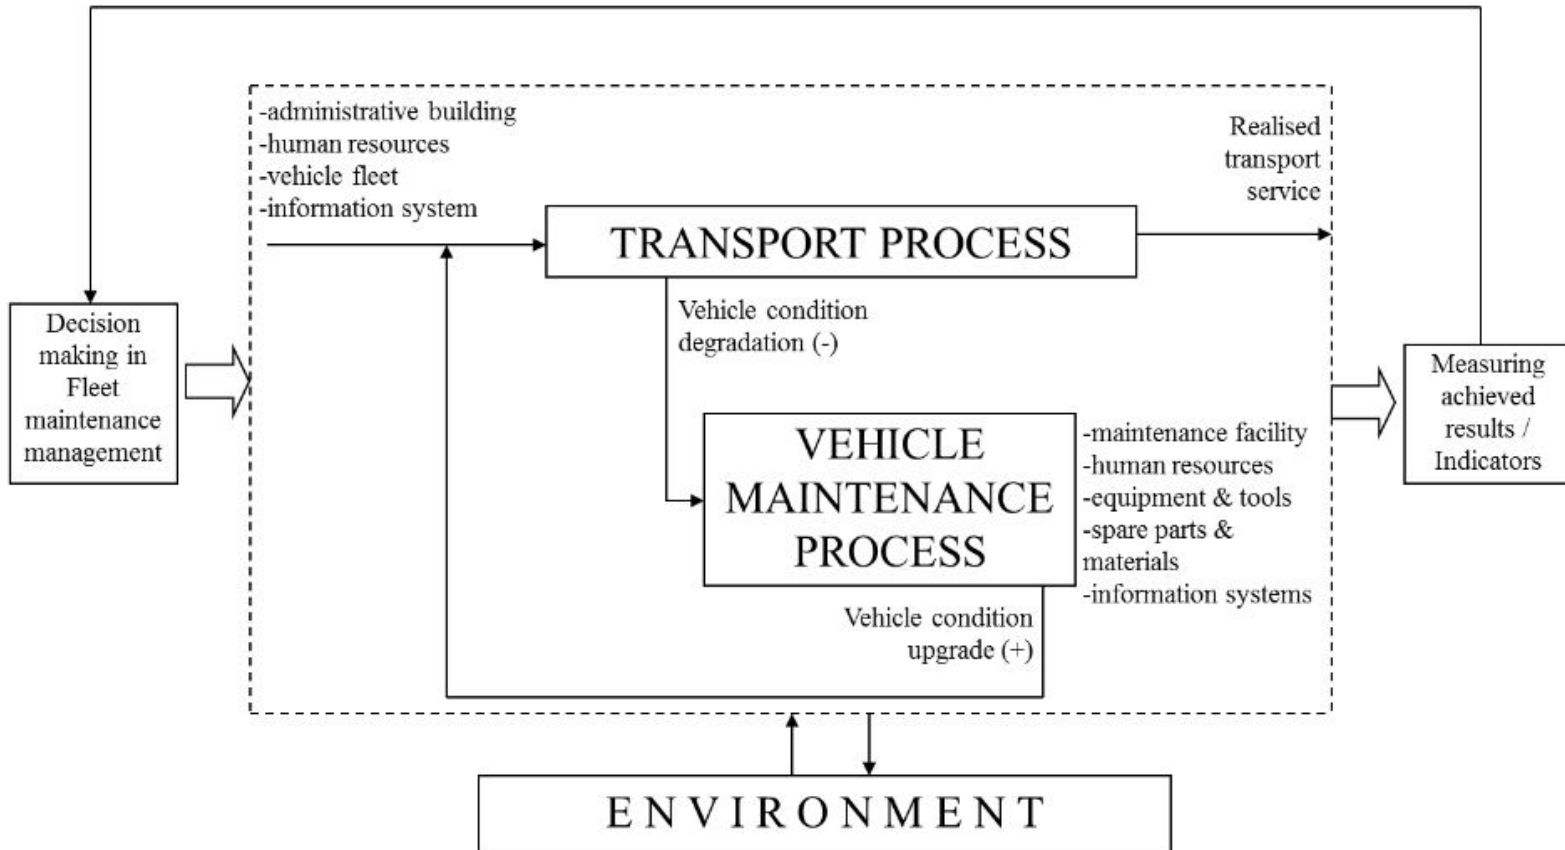 -administrative building
-human resources
-vehicle fleet
-information system
Realised
transport
service
TRANSPORT PROCESS
Vehicle condition
degradation (-)
Decision
making in
Fleet
maintenance
management
VEHICLE
MAINTENANCE
PROCESS
-maintenance facility
-human resources
-equipment & tools
-spare parts &
materials
-information systems
Measuring
achieved
results /
Indicators
Vehicle condition
upgrade (+)
ENVIRONMENT